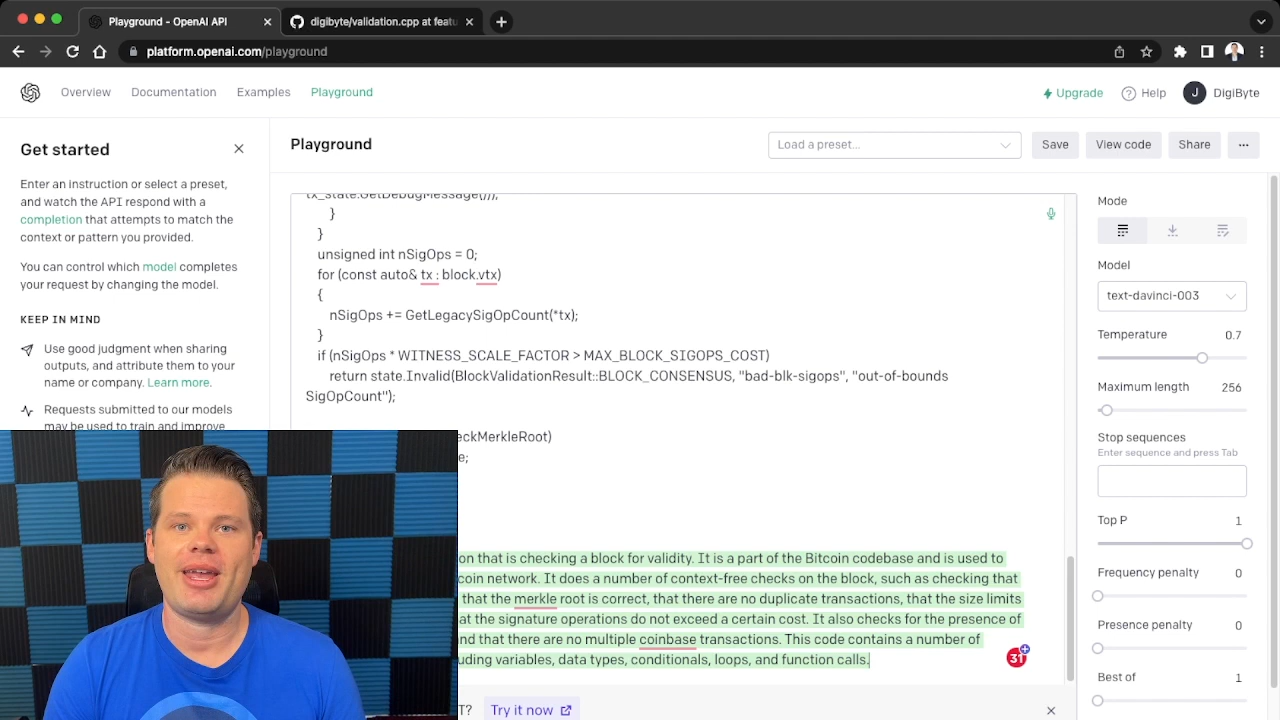 Playground - OpenAI API
digibyte/validation.cpp at featu
platform.openai.com/playground
Overview
Documentation
Examples
Playground
Upgrade
Help
J
DigiByte
Get started
Enter an instruction or select a preset,
and watch the API respond with a
completion that attempts to match the
context or pattern you provided.
You can control which model completes
your request by changing the model.
KEEP IN MIND
Use good judgment when sharing
outputs, and attribute them to your
name or company. Learn more.
Requests submitted to our models
may be used to train and improve
Playground
Load a preset...
Save
View code
Share
...
tx_state.GetDebugMessage()));
}
}
unsigned int nSigOps = 0;
for (const auto& tx : block.vtx)
{
nSigOps += GetLegacySigOpCount(*tx);
}
if (nSigOps * WITNESS_SCALE_FACTOR > MAX_BLOCK_SIGOPS_COST)
return state.Invalid(BlockValidationResult::BLOCK_CONSENSUS, "bad-blk-sigops", "out-of-bounds
SigOpCount");
eckMerkleRoot)
e;
on that is checking a block for validity. It is a part of the Bitcoin codebase and is used to
coin network. It does a number of context-free checks on the block, such as checking that
that the merkle root is correct, that there are no duplicate transactions, that the size limits
at the signature operations do not exceed a certain cost. It also checks for the presence of
nd that there are no multiple coinbase transactions. This code contains a number of
uding variables, data types, conditionals, loops, and function calls.
31
T? Try it now
Mode
Model
text-davinci-003
Temperature 0.7
Maximum length 256
Stop sequences
Enter sequence and press Tab
Top P 1
Frequency penalty 0
Presence penalty 0
Best of 1